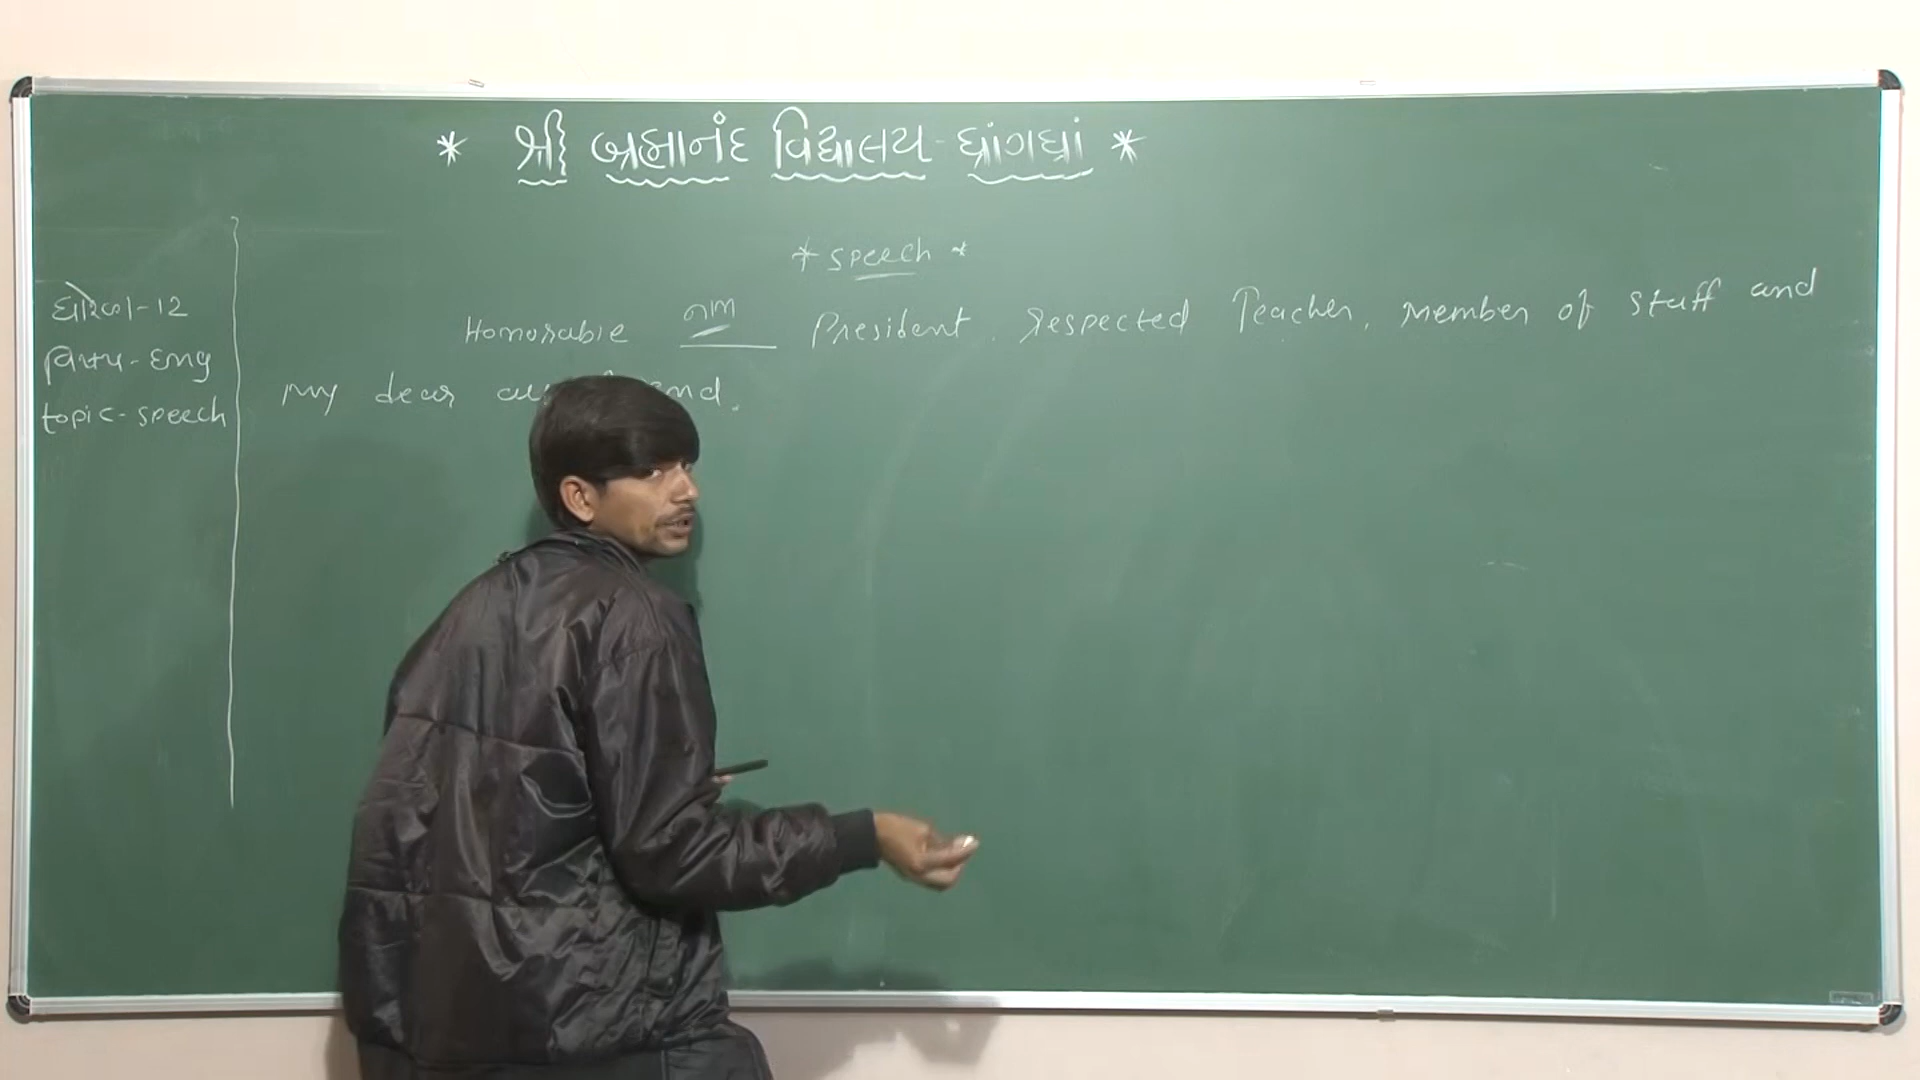 * શ્રી બ્રહ્માનંદ વિદ્યાલય - ધ્રાંગધ્રા *
* speech *
ધોરણ-12
વિષય-Eng
topic-speech
Honorable નામ President, respected Teacher, member of staff and
my dear